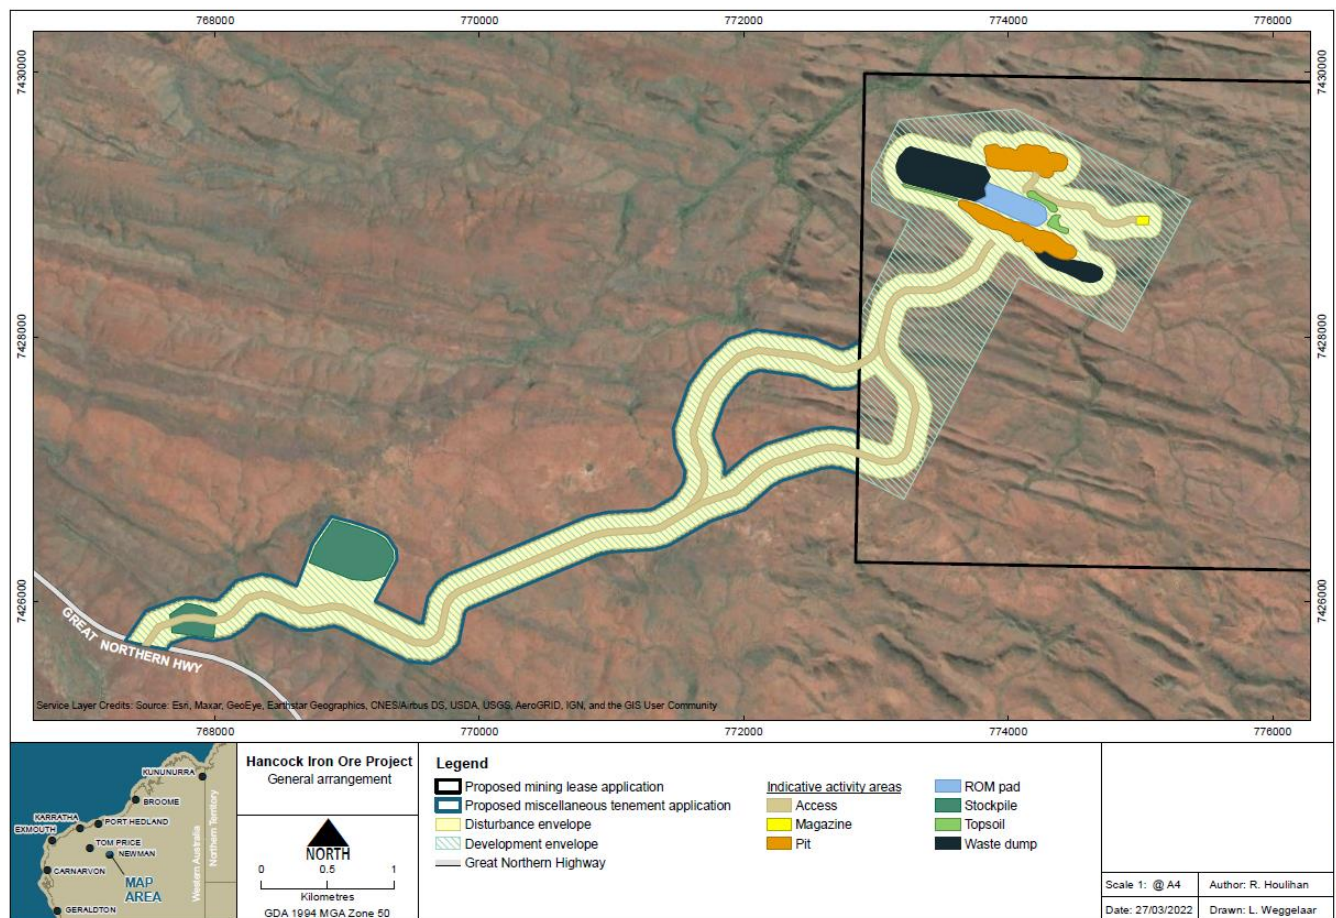 768000
770000
772000
774000
776000
7430000
7430000
7428000
7428000
7426000
7426000
GREAT NORTHERN HWY
Service Layer Credits: Source: Esri, Maxar, GeoEye, Earthstar Geographics, CNES/Airbus DS, USDA, USGS, AeroGRID, IGN, and the GIS User Community
768000
770000
772000
774000
776000
KUNUNURRA
BROOME
KARRATHA
PORT HEDLAND
EXMOUTH
TOM PRICE
NEWMAN
CARNARVON
MAP
AREA
GERALDTON
Western Australia
Northern Territory
Hancock Iron Ore Project
General arrangement
NORTH
0 0.5 1
Kilometres
GDA 1994 MGA Zone 50
Legend
Proposed mining lease application
Proposed miscellaneous tenement application
Disturbance envelope
Development envelope
Great Northern Highway
Indicative activity areas
Access
Magazine
Pit
ROM pad
Stockpile
Topsoil
Waste dump
Scale 1: @ A4
Author: R. Houlihan
Date: 27/03/2022
Drawn: L. Weggelaar